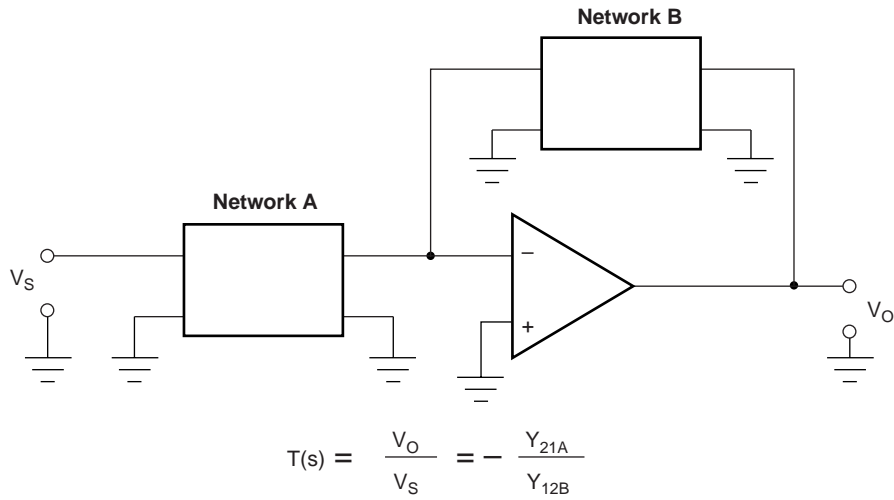 Network B
Network A
V_S
−
+
V_O
T(s) = V_O / V_S = − Y_21A / Y_12B